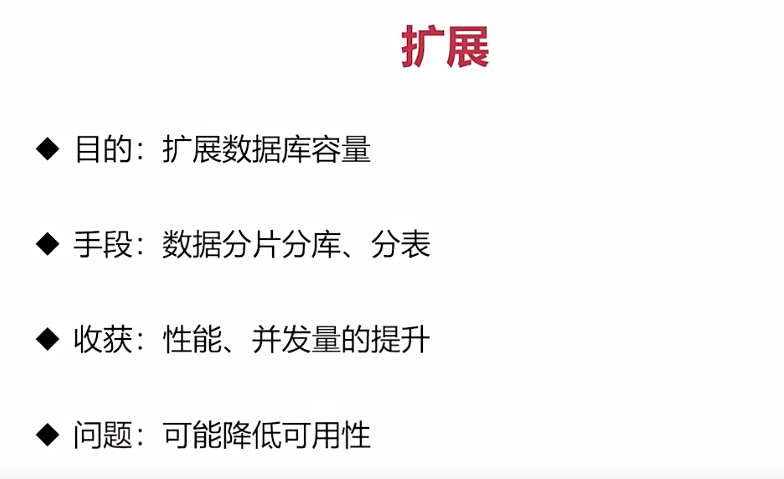 扩展
◆ 目的：扩展数据库容量
◆ 手段：数据分片分库、分表
◆ 收获：性能、并发量的提升
◆ 问题：可能降低可用性